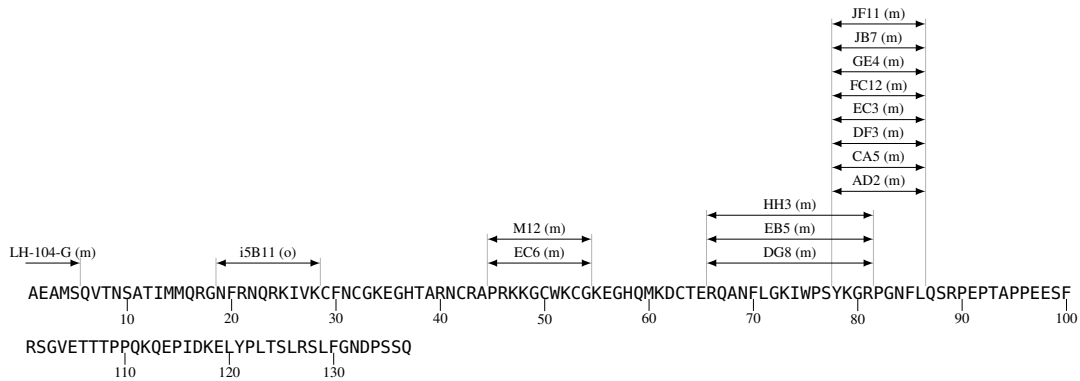 JF11 (m)
JB7 (m)
GE4 (m)
FC12 (m)
EC3 (m)
DF3 (m)
CA5 (m)
AD2 (m)
HH3 (m)
M12 (m) EB5 (m)
LH-104-G (m) i5B11 (o) EC6 (m) DG8 (m)
AEAMSQVTNSATIMMQRGNFRNQRKIVKCFNCGKEGHTARNCRAPRKKGCWKCGKEGHQMKDCTERQANFLGKIWPSYKGRPGNFLQSRPEPTAPPEESF
10 20 30 40 50 60 70 80 90 100
RSGVETTTPPQKQEPIDKELYPLTSLRSLFGNDPSSQ
110 120 130